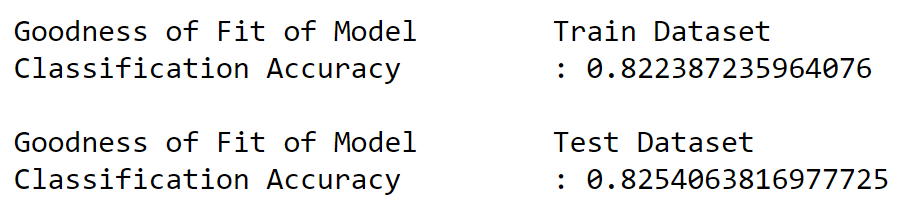 Goodness of Fit of Model Train Dataset
Classification Accuracy : 0.822387235964076
Goodness of Fit of Model Test Dataset
Classification Accuracy : 0.8254063816977725